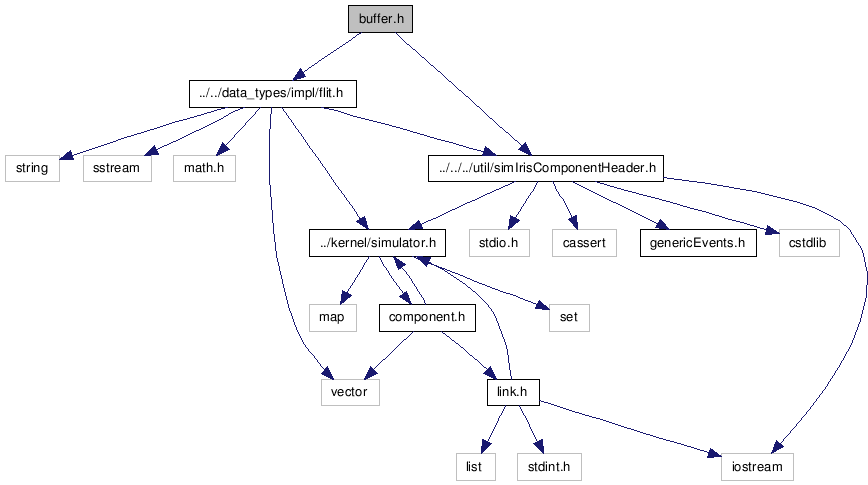 buffer.h
../../data_types/impl/flit.h
string
sstream
math.h
../../../util/simIrisComponentHeader.h
../kernel/simulator.h
stdio.h
cassert
genericEvents.h
cstdlib
map
component.h
set
vector
link.h
list
stdint.h
iostream